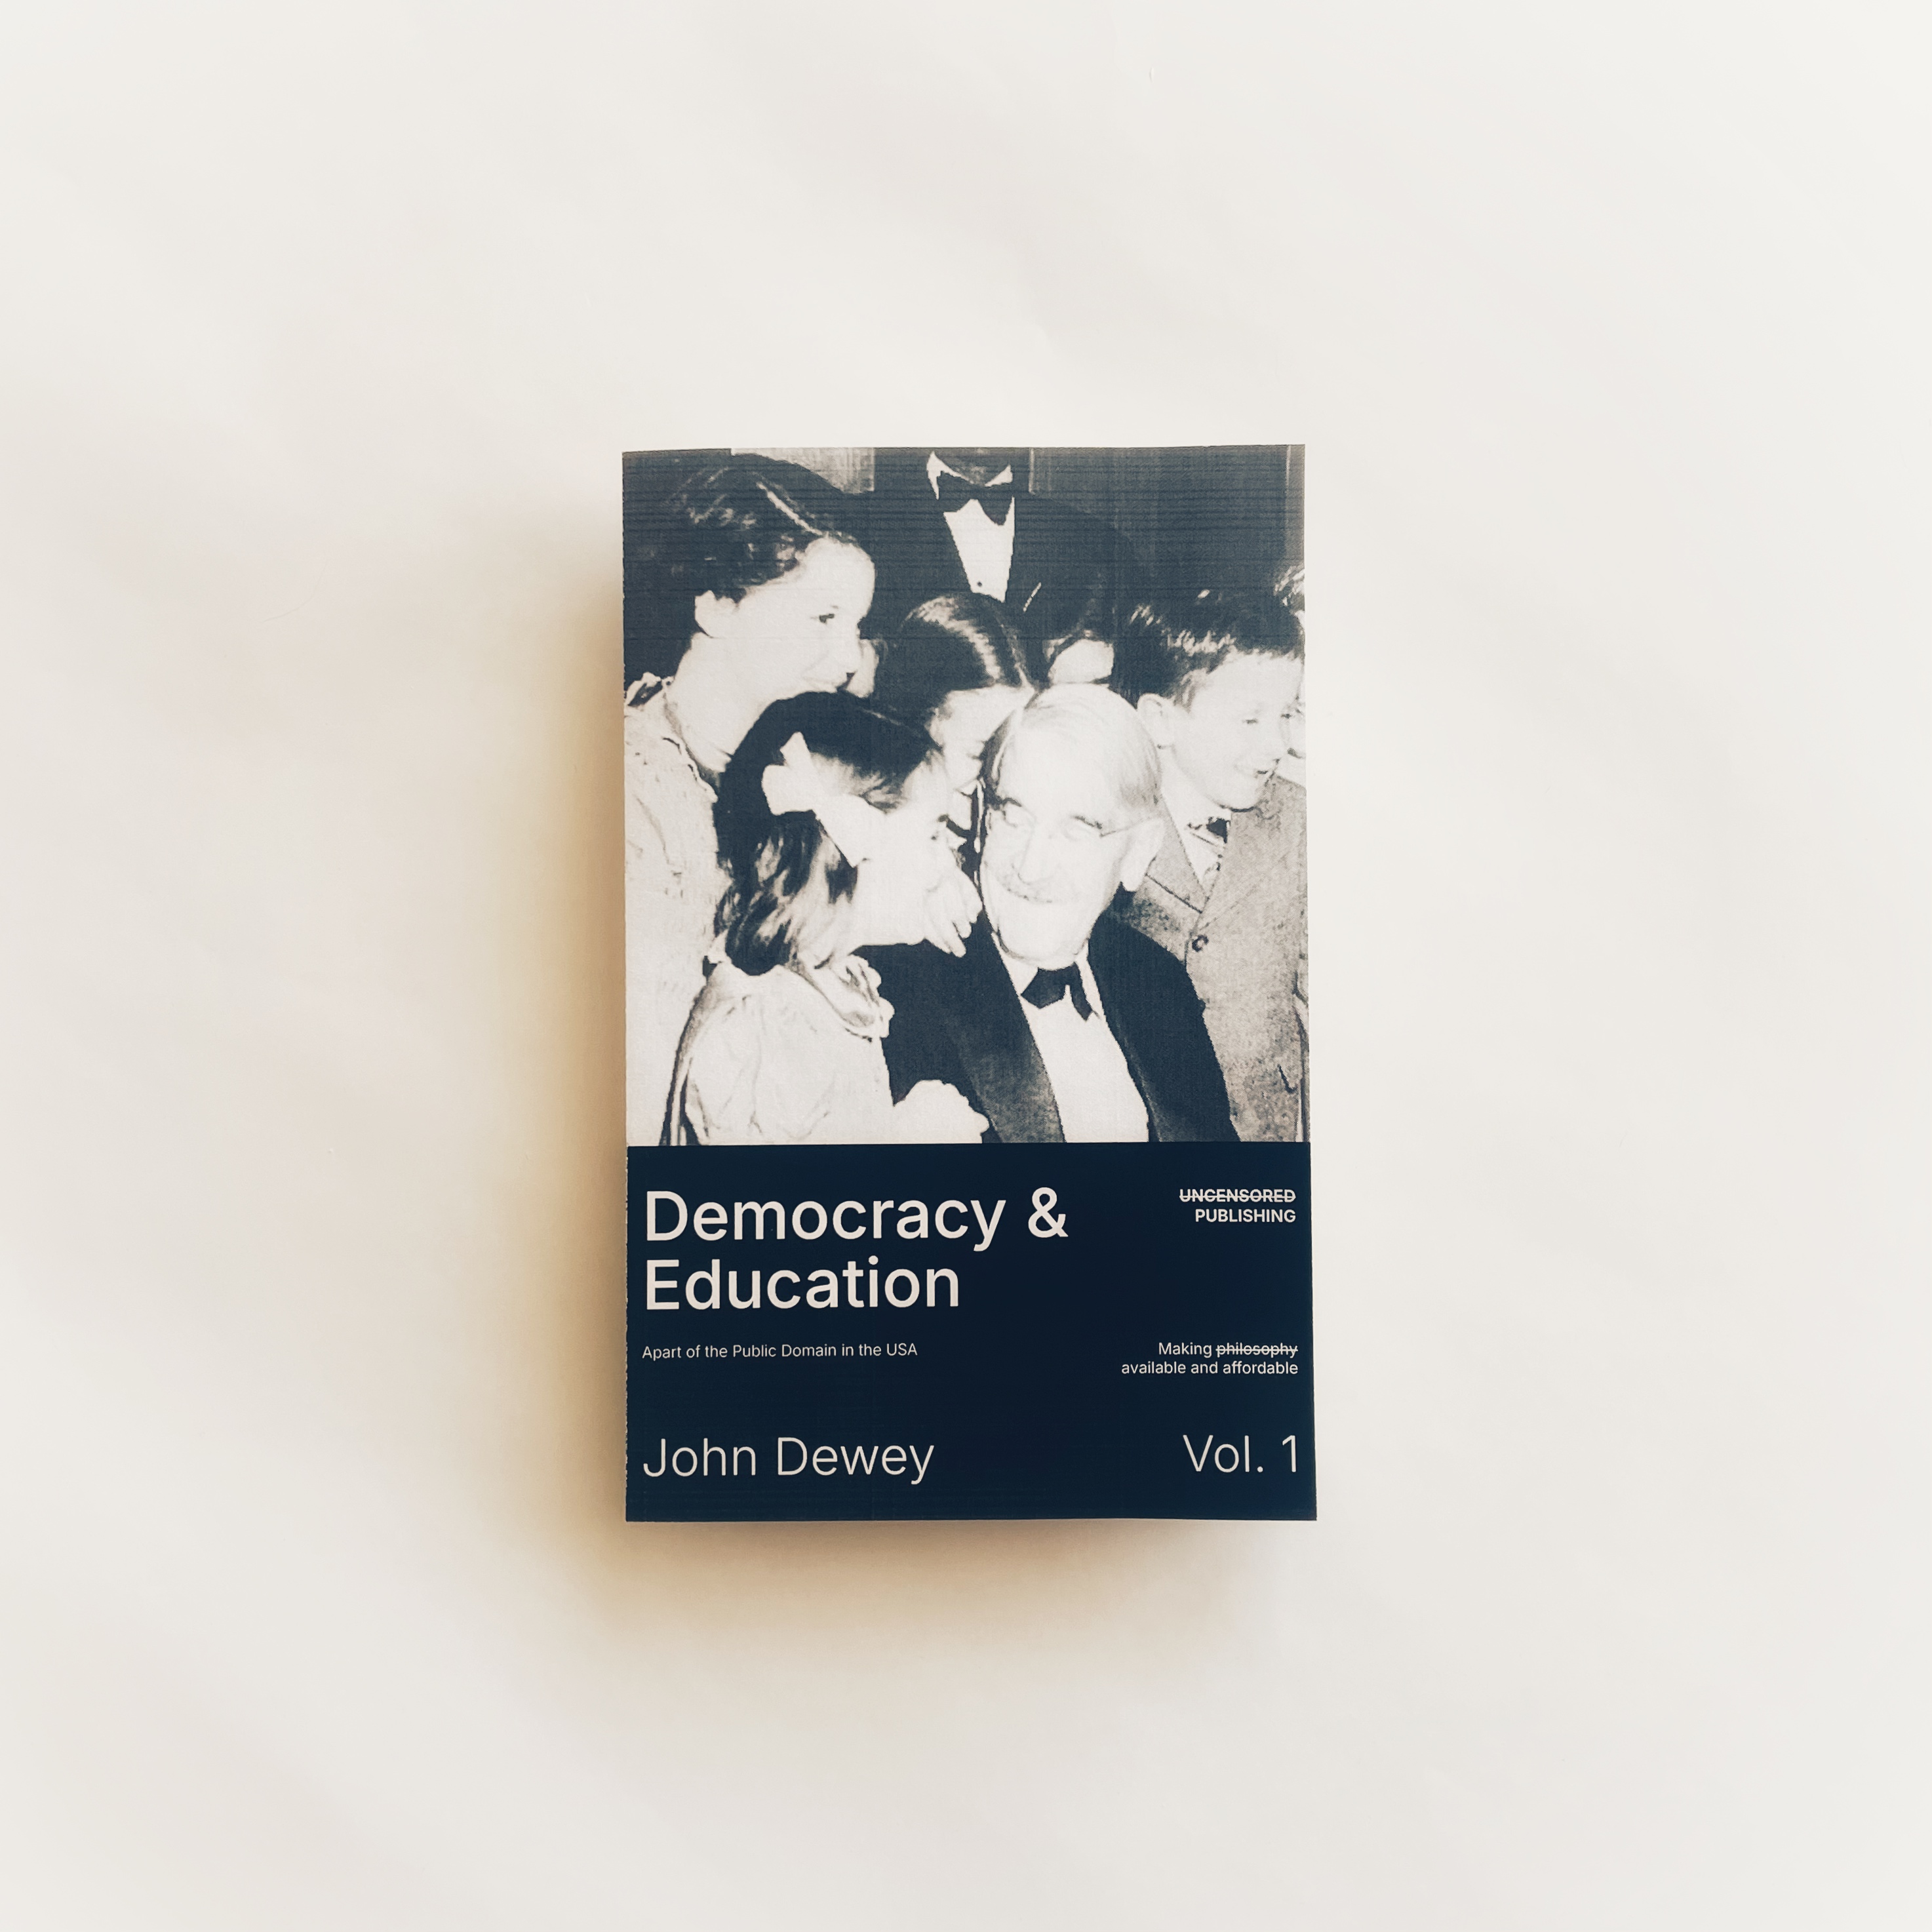 Democracy &
Education
UNCENSORED
PUBLISHING
Apart of the Public Domain in the USA
Making philosophy
available and affordable
John Dewey
Vol. 1